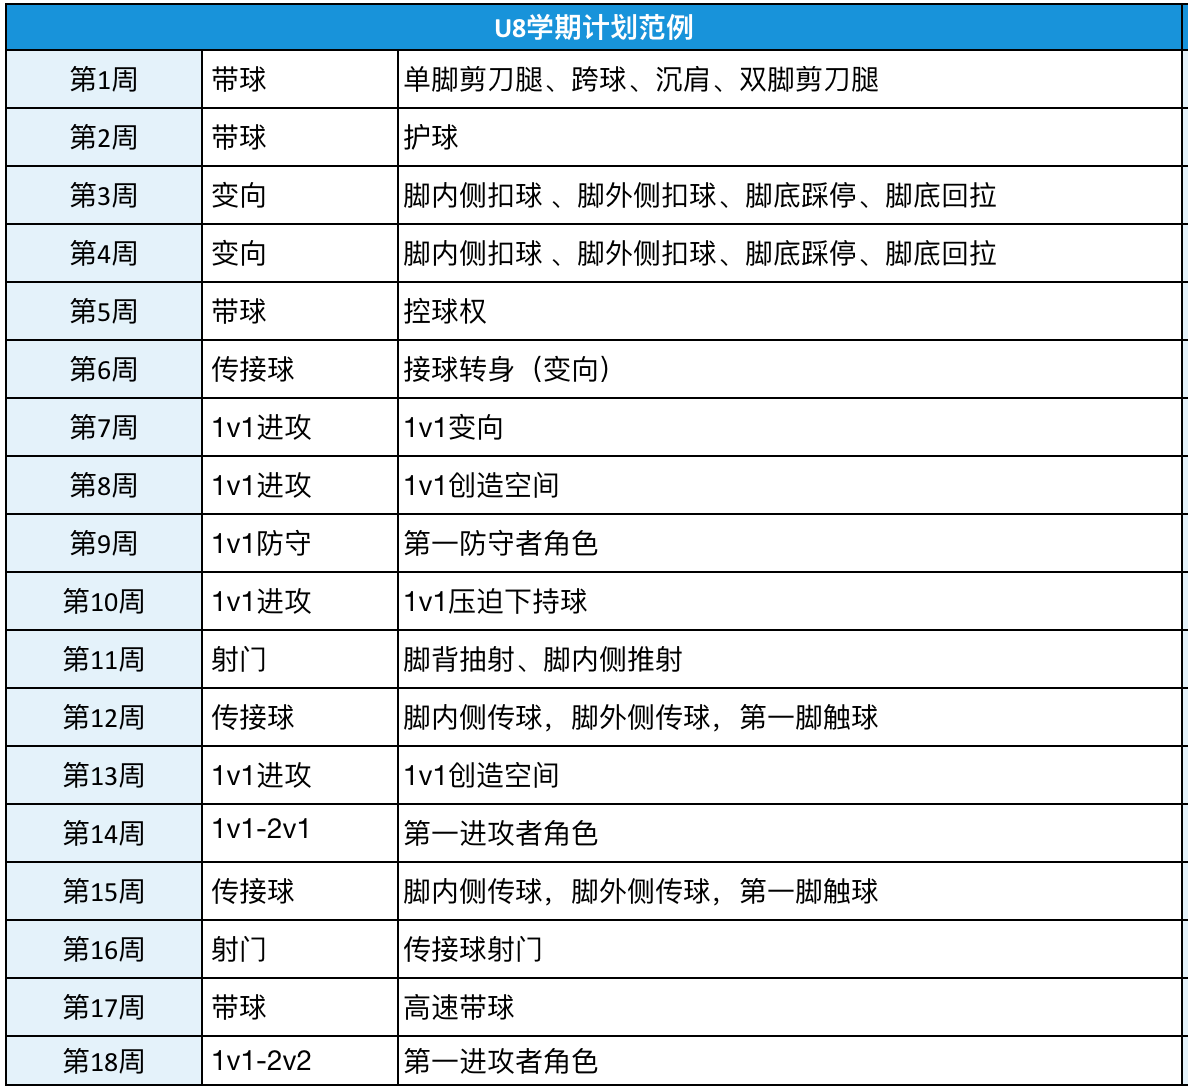 U8学期计划范例
第1周 带球 单脚剪刀腿、跨球、沉肩、双脚剪刀腿
第2周 带球 护球
第3周 变向 脚内侧扣球 、脚外侧扣球、脚底踩停、脚底回拉
第4周 变向 脚内侧扣球 、脚外侧扣球、脚底踩停、脚底回拉
第5周 带球 控球权
第6周 传接球 接球转身（变向）
第7周 1v1进攻 1v1变向
第8周 1v1进攻 1v1创造空间
第9周 1v1防守 第一防守者角色
第10周 1v1进攻 1v1压迫下持球
第11周 射门 脚背抽射、脚内侧推射
第12周 传接球 脚内侧传球，脚外侧传球，第一脚触球
第13周 1v1进攻 1v1创造空间
第14周 1v1-2v1 第一进攻者角色
第15周 传接球 脚内侧传球，脚外侧传球，第一脚触球
第16周 射门 传接球射门
第17周 带球 高速带球
第18周 1v1-2v2 第一进攻者角色